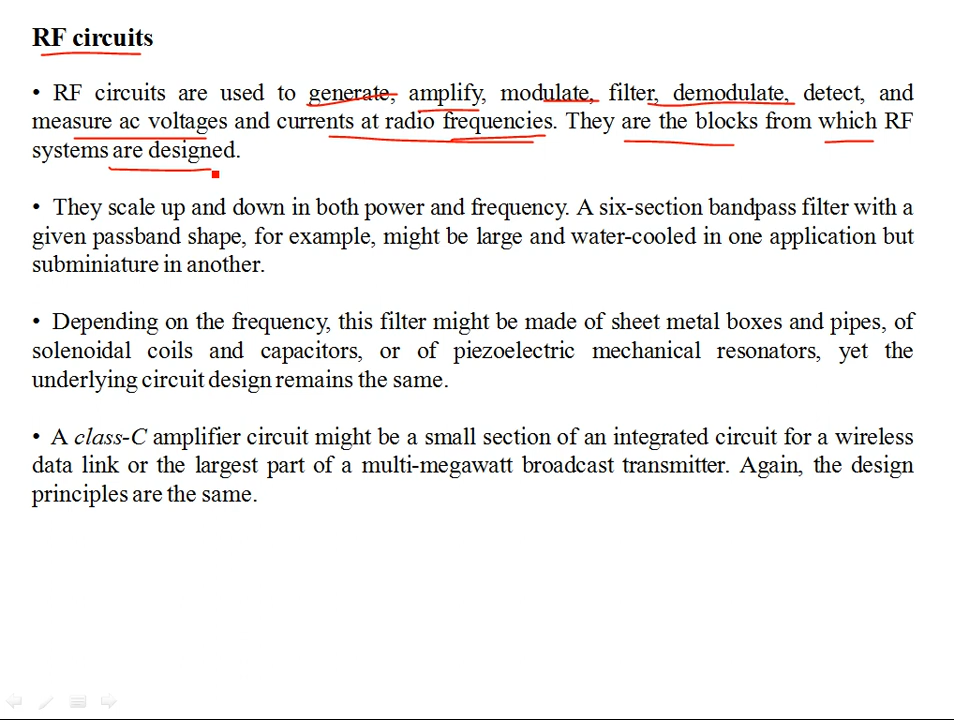 RF circuits
• RF circuits are used to generate, amplify, modulate, filter, demodulate, detect, and
measure ac voltages and currents at radio frequencies. They are the blocks from which RF
systems are designed.
• They scale up and down in both power and frequency. A six-section bandpass filter with a
given passband shape, for example, might be large and water-cooled in one application but
subminiature in another.
• Depending on the frequency, this filter might be made of sheet metal boxes and pipes, of
solenoidal coils and capacitors, or of piezoelectric mechanical resonators, yet the
underlying circuit design remains the same.
• A class-C amplifier circuit might be a small section of an integrated circuit for a wireless
data link or the largest part of a multi-megawatt broadcast transmitter. Again, the design
principles are the same.